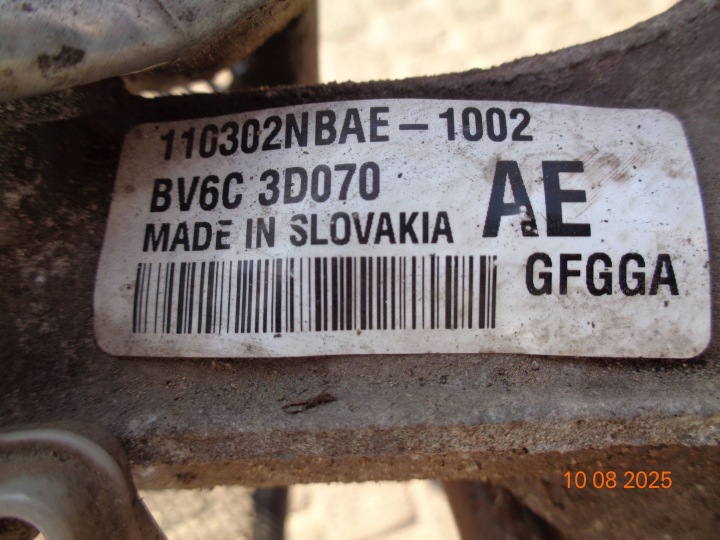 110302NBAE-1002
BV6C 3D070
AE
MADE IN SLOVAKIA
GFGGA
10 08 2025